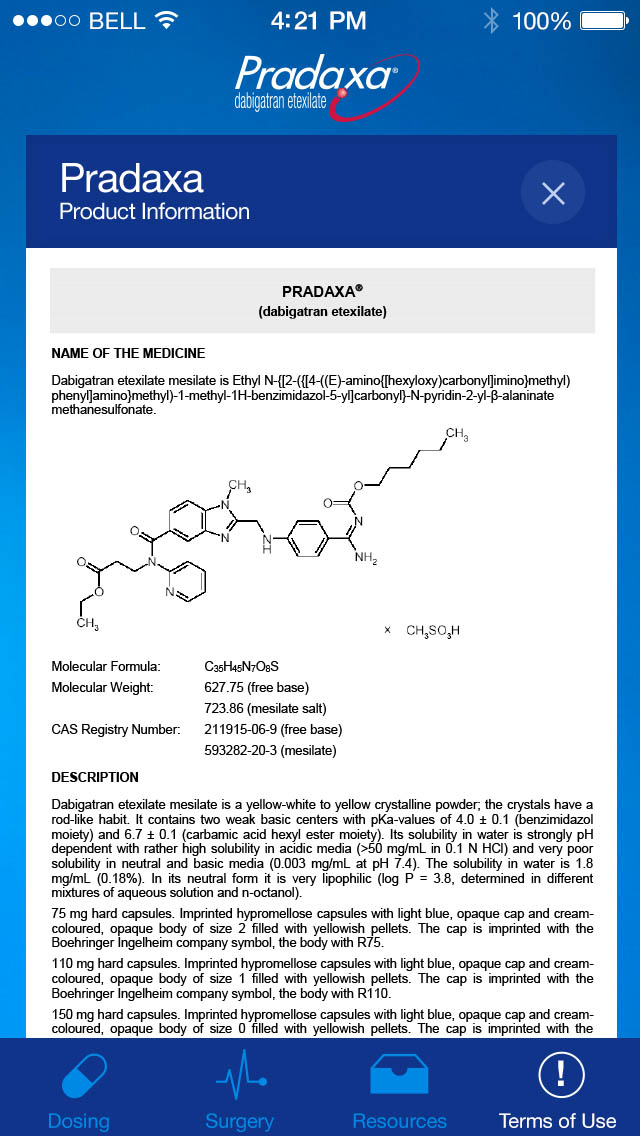 BELL 4:21 PM 100%
Pradaxa®
dabigatran etexilate
Pradaxa
Product Information
PRADAXA®
(dabigatran etexilate)
NAME OF THE MEDICINE
Dabigatran etexilate mesilate is Ethyl N-{[2-({[4-((E)-amino{[hexyloxy)carbonyl]imino}methyl)
phenyl]amino}methyl)-1-methyl-1H-benzimidazol-5-yl]carbonyl}-N-pyridin-2-yl-β-alaninate
methanesulfonate.
CH₃
O
CH₃
O
N
O
N
O
N
N
H
NH₂
O
N
O
N
CH₃
× CH₃SO₃H
Molecular Formula: C₃₅H₄₅N₇O₈S
Molecular Weight: 627.75 (free base)
723.86 (mesilate salt)
CAS Registry Number: 211915-06-9 (free base)
593282-20-3 (mesilate)
DESCRIPTION
Dabigatran etexilate mesilate is a yellow-white to yellow crystalline powder; the crystals have a
rod-like habit. It contains two weak basic centers with pKa-values of 4.0 ± 0.1 (benzimidazol
moiety) and 6.7 ± 0.1 (carbamic acid hexyl ester moiety). Its solubility in water is strongly pH
dependent with rather high solubility in acidic media (>50 mg/mL in 0.1 N HCl) and very poor
solubility in neutral and basic media (0.003 mg/mL at pH 7.4). The solubility in water is 1.8
mg/mL (0.18%). In its neutral form it is very lipophilic (log P = 3.8, determined in different
mixtures of aqueous solution and n-octanol).
75 mg hard capsules. Imprinted hypromellose capsules with light blue, opaque cap and cream-
coloured, opaque body of size 2 filled with yellowish pellets. The cap is imprinted with the
Boehringer Ingelheim company symbol, the body with R75.
110 mg hard capsules. Imprinted hypromellose capsules with light blue, opaque cap and cream-
coloured, opaque body of size 1 filled with yellowish pellets. The cap is imprinted with the
Boehringer Ingelheim company symbol, the body with R110.
150 mg hard capsules. Imprinted hypromellose capsules with light blue, opaque cap and cream-
coloured, opaque body of size 0 filled with yellowish pellets. The cap is imprinted with the
Dosing Surgery Resources Terms of Use